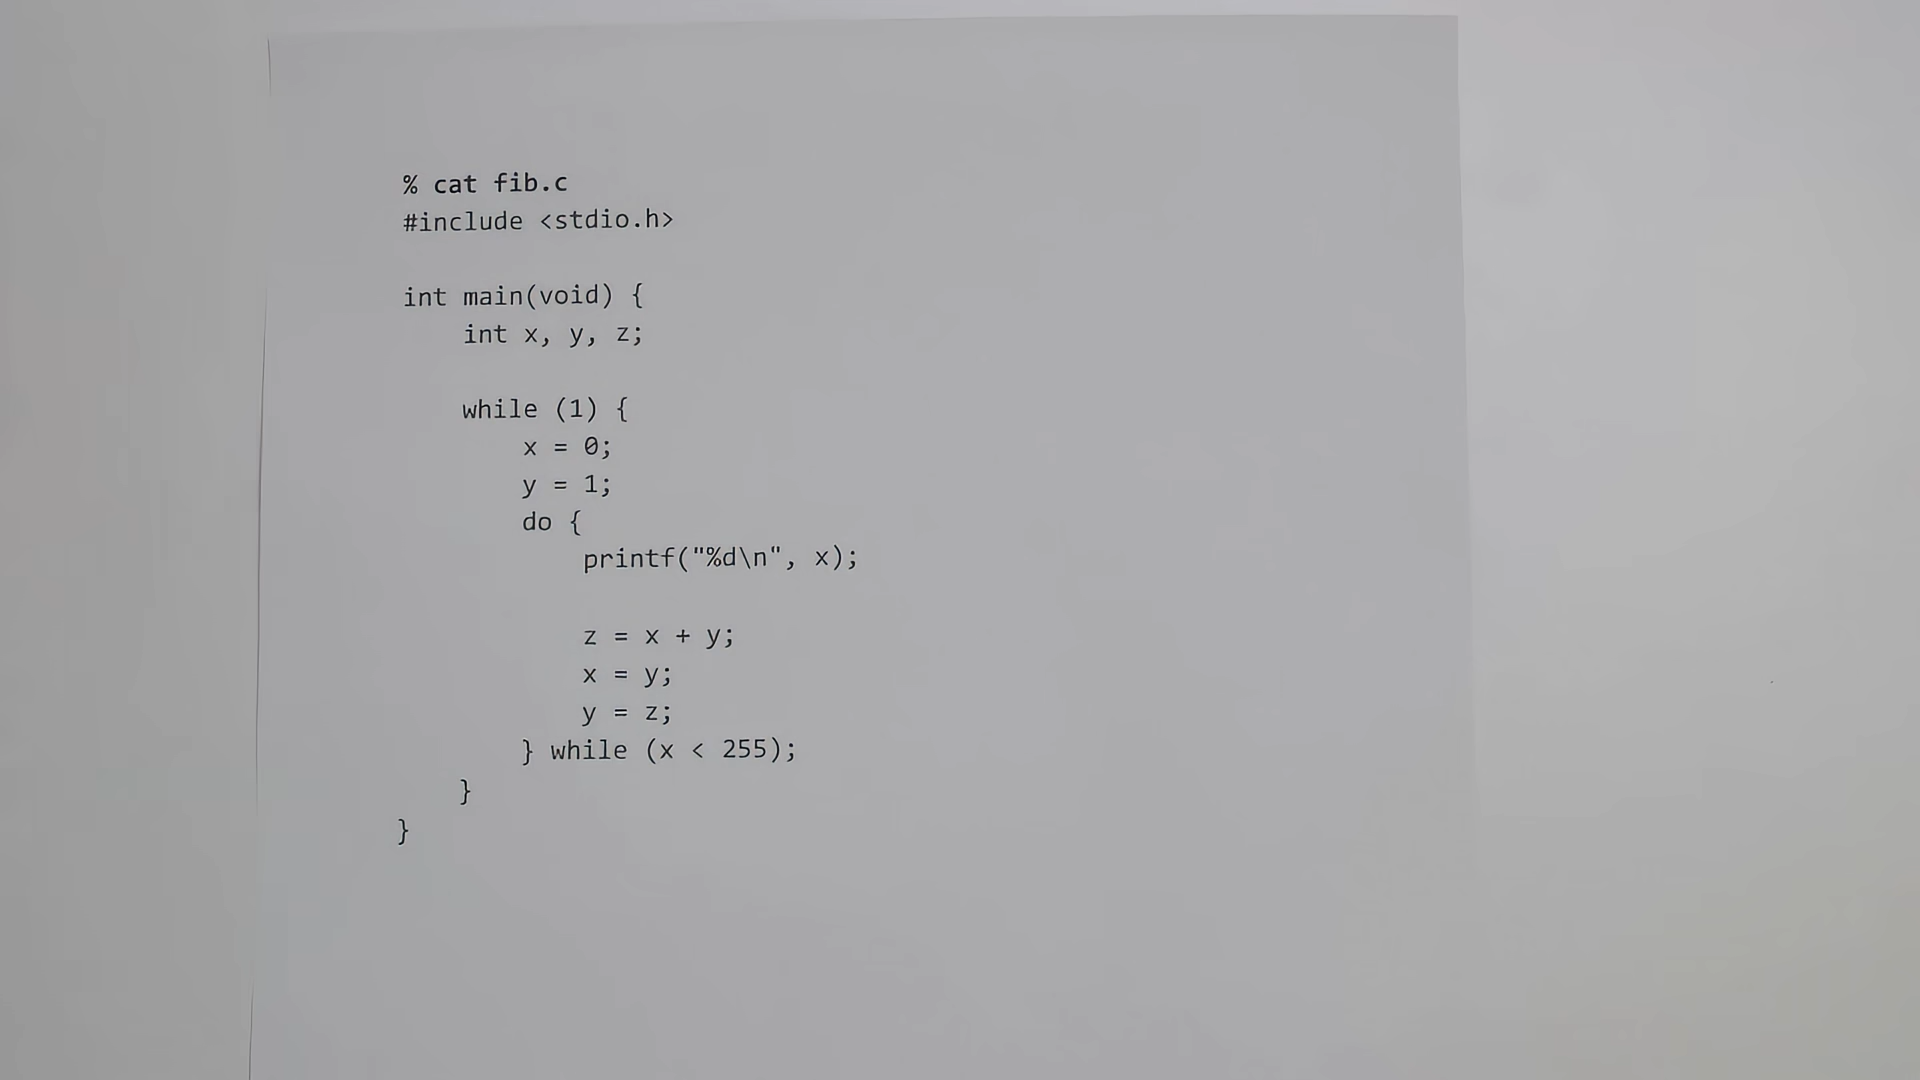 % cat fib.c
#include <stdio.h>

int main(void) {
    int x, y, z;

    while (1) {
        x = 0;
        y = 1;
        do {
            printf("%d\n", x);

            z = x + y;
            x = y;
            y = z;
        } while (x < 255);
    }
}